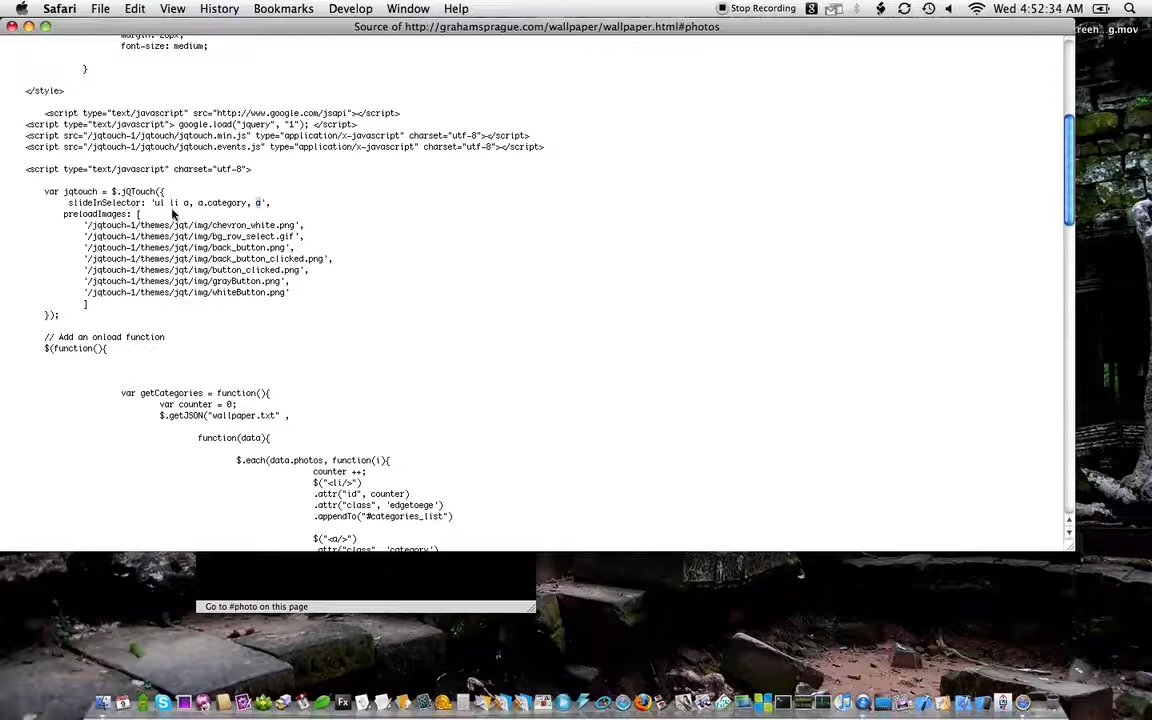 Safari File Edit View History Bookmarks Develop Window Help Stop Recording Wed 4:52:34 AM
Source of http://grahamsprague.com/wallpaper/wallpaper.html#photos
reen...g.mov
margin: 20px;
font-size: medium;
}
</style>
<script type="text/javascript" src="http://www.google.com/jsapi"></script>
<script type="text/javascript"> google.load("jquery", "1"); </script>
<script src="/jqtouch-1/jqtouch/jqtouch.min.js" type="application/x-javascript" charset="utf-8"></script>
<script src="/jqtouch-1/jqtouch/jqtouch.events.js" type="application/x-javascript" charset="utf-8"></script>
<script type="text/javascript" charset="utf-8">
var jqtouch = $.jQTouch({
slideInSelector: 'ul li a, a.category, a',
preloadImages: [
'/jqtouch-1/themes/jqt/img/chevron_white.png',
'/jqtouch-1/themes/jqt/img/bg_row_select.gif',
'/jqtouch-1/themes/jqt/img/back_button.png',
'/jqtouch-1/themes/jqt/img/back_button_clicked.png',
'/jqtouch-1/themes/jqt/img/button_clicked.png',
'/jqtouch-1/themes/jqt/img/grayButton.png',
'/jqtouch-1/themes/jqt/img/whiteButton.png'
]
});
// Add an onload function
$(function(){
var getCategories = function(){
var counter = 0;
$.getJSON("wallpaper.txt" ,
function(data){
$.each(data.photos, function(i){
counter ++;
$("<li/>")
.attr("id", counter)
.attr("class", 'edgetoege')
.appendTo("#categories_list")
$("<a/>")
.attr("class", 'category')
Go to #photo on this page